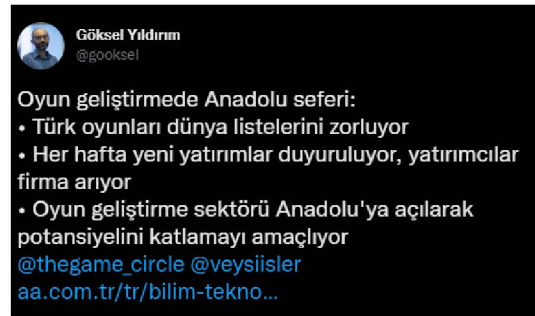 Göksel Yıldırım
@gooksel
Oyun geliştirmede Anadolu seferi:
• Türk oyunları dünya listelerini zorluyor
• Her hafta yeni yatırımlar duyuruluyor, yatırımcılar
firma arıyor
• Oyun geliştirme sektörü Anadolu'ya açılarak
potansiyelini katlamayı amaçlıyor
@thegame_circle @veysiisler
aa.com.tr/tr/bilim-tekno...